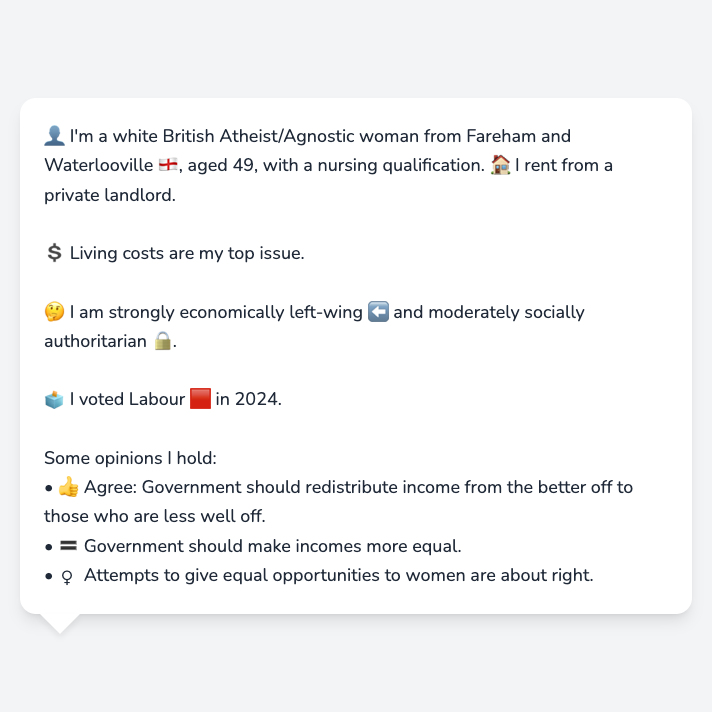 👤 I'm a white British Atheist/Agnostic woman from Fareham and
Waterlooville 🏴󠁧󠁢󠁥󠁮󠁧󠁿, aged 49, with a nursing qualification. 🏠 I rent from a
private landlord.
💲 Living costs are my top issue.
🤔 I am strongly economically left-wing ⬅️ and moderately socially
authoritarian 🔒.
🗳️ I voted Labour 🟥 in 2024.
Some opinions I hold:
• 👍 Agree: Government should redistribute income from the better off to
those who are less well off.
• 🟰 Government should make incomes more equal.
• ♀ Attempts to give equal opportunities to women are about right.